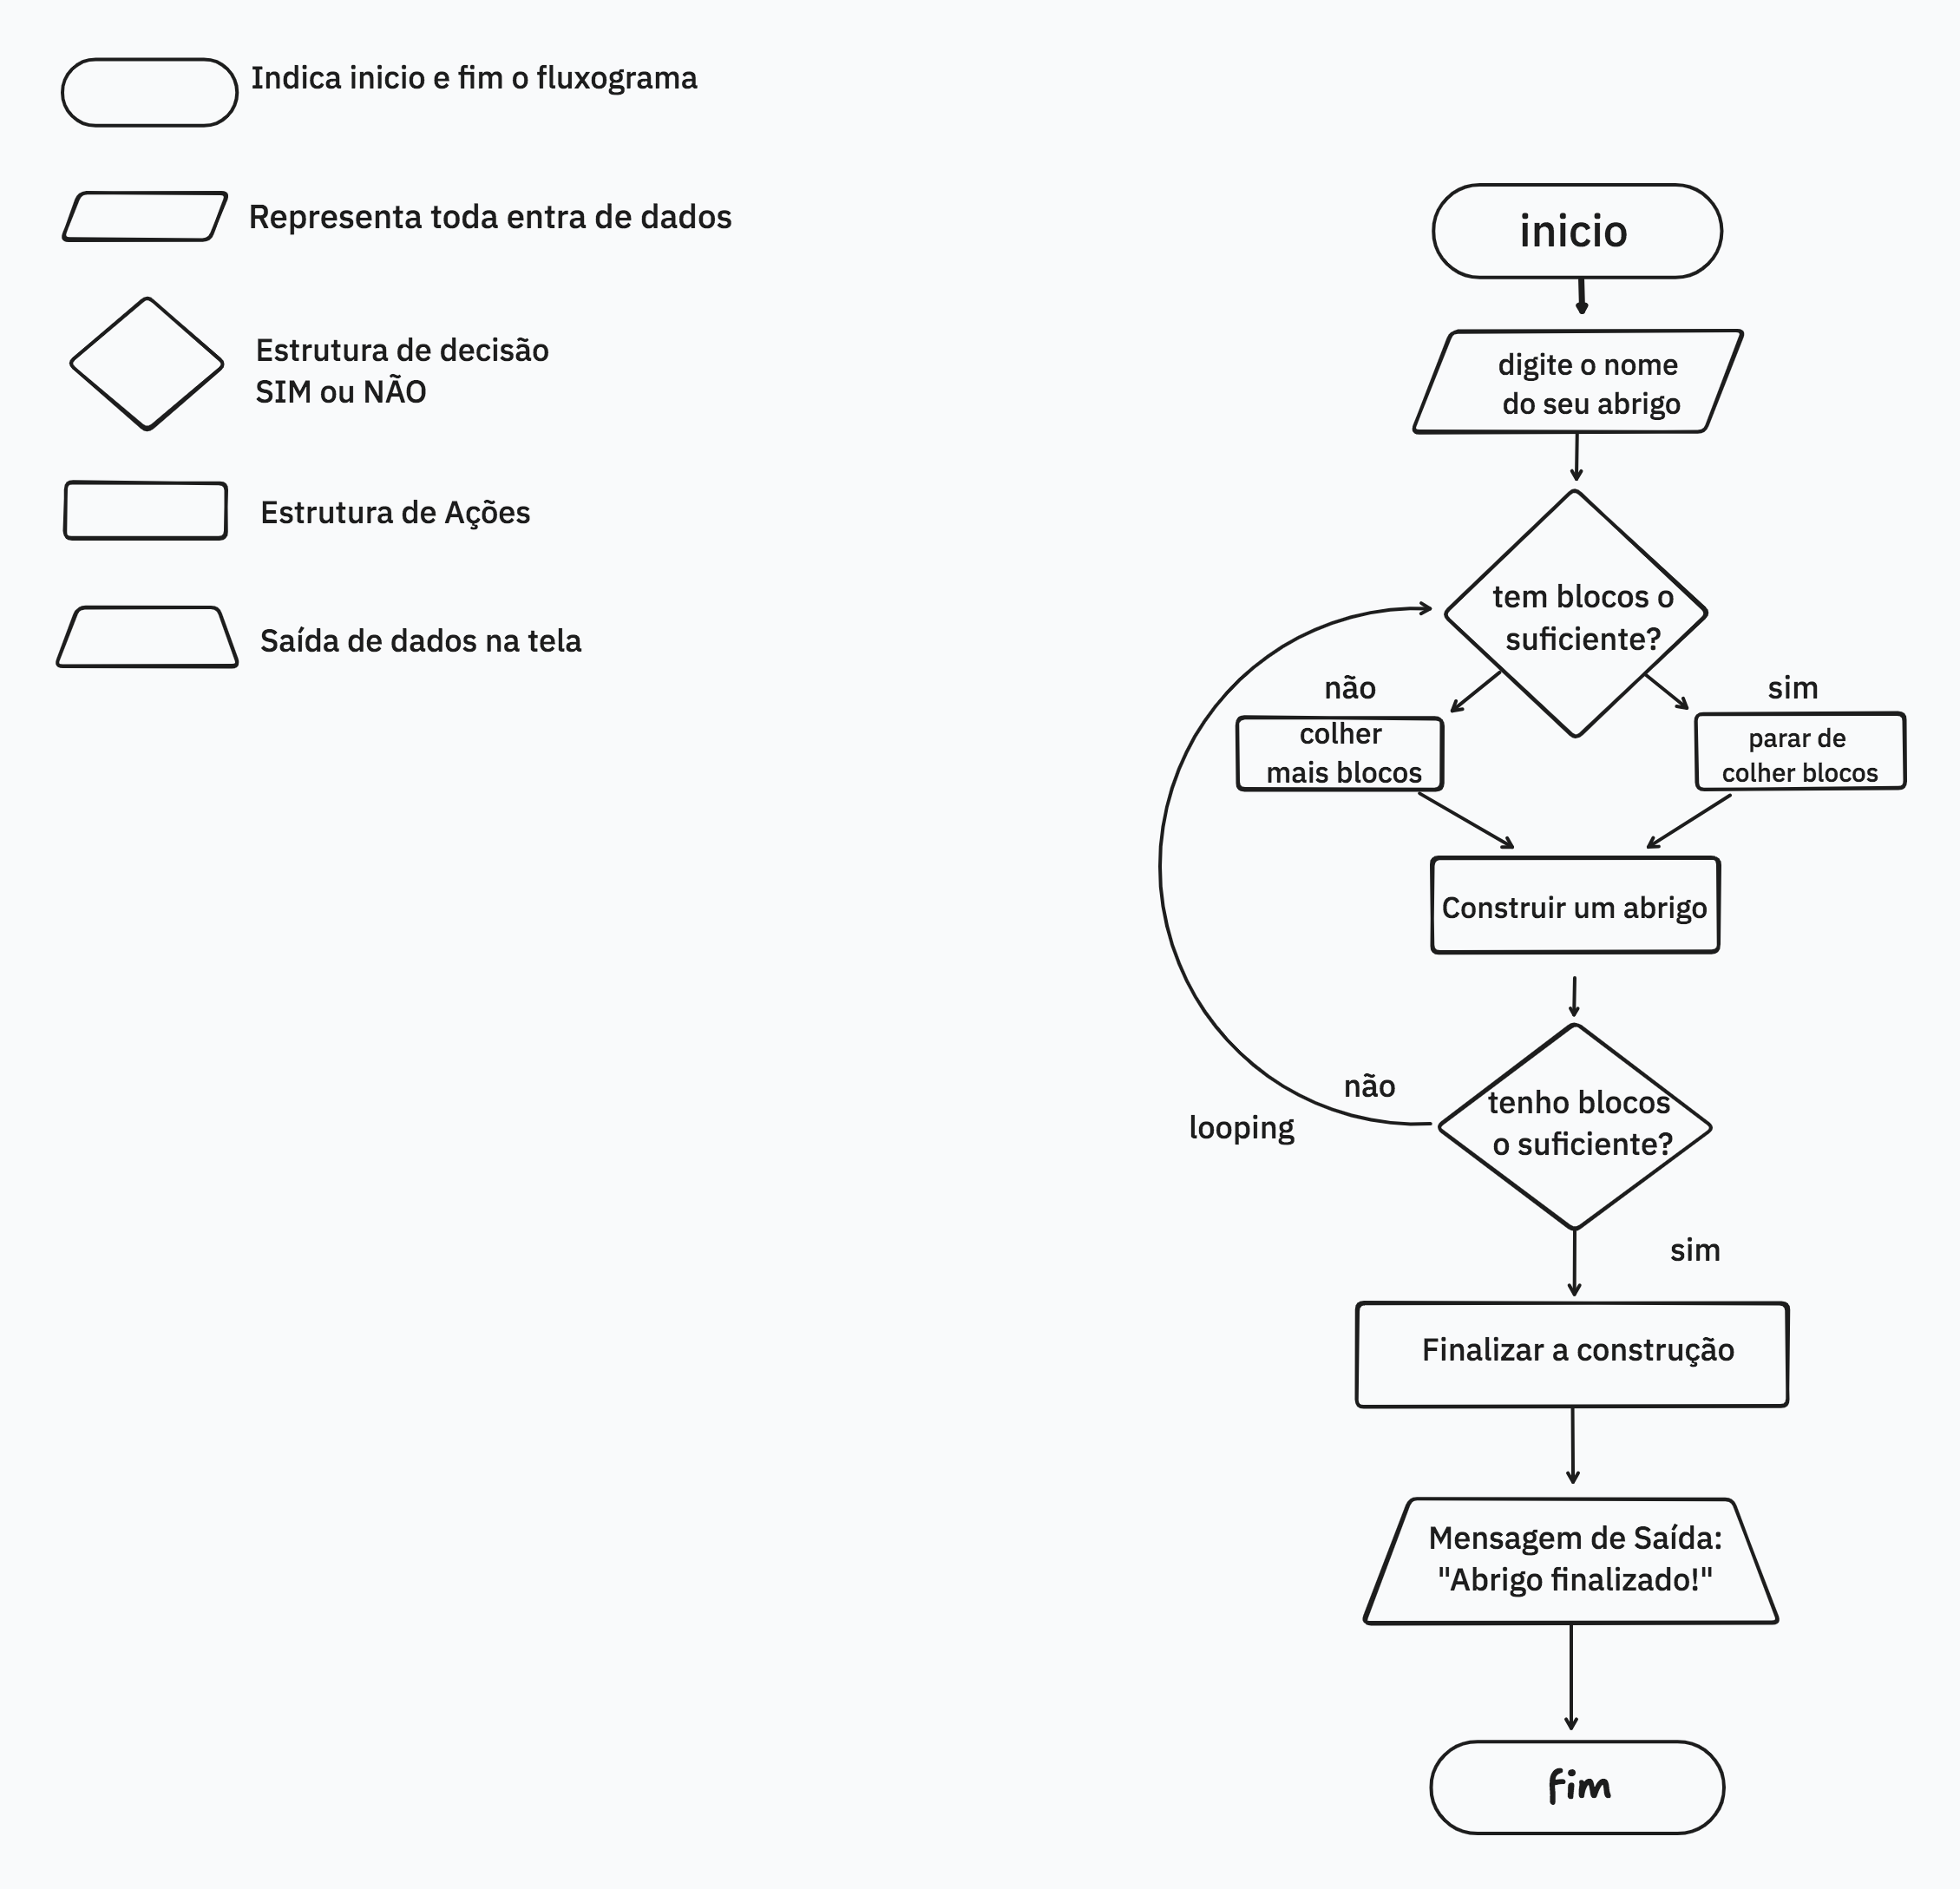 Indica inicio e fim o fluxograma
Representa toda entra de dados
Estrutura de decisão
SIM ou NÃO
Estrutura de Ações
Saída de dados na tela
inicio
digite o nome
do seu abrigo
tem blocos o
suficiente?
não
sim
colher
mais blocos
parar de
colher blocos
Construir um abrigo
tenho blocos
o suficiente?
não
looping
sim
Finalizar a construção
Mensagem de Saída:
"Abrigo finalizado!"
fim